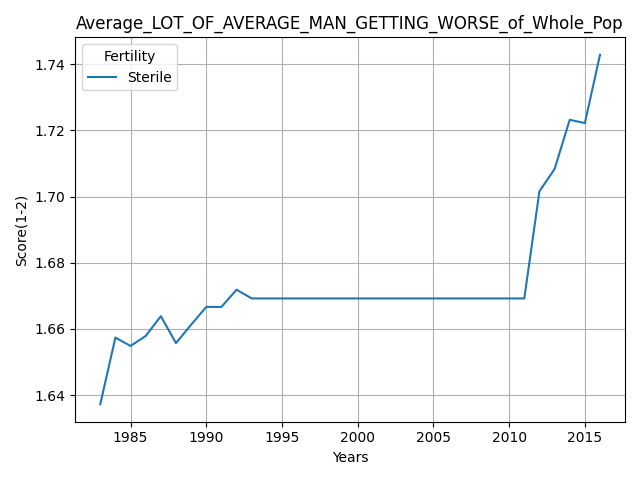 Average_LOT_OF_AVERAGE_MAN_GETTING_WORSE_of_Whole_Pop
Fertility
Sterile
Score(1-2)
1.74
1.72
1.70
1.68
1.66
1.64
1985
1990
1995
2000
2005
2010
2015
Years